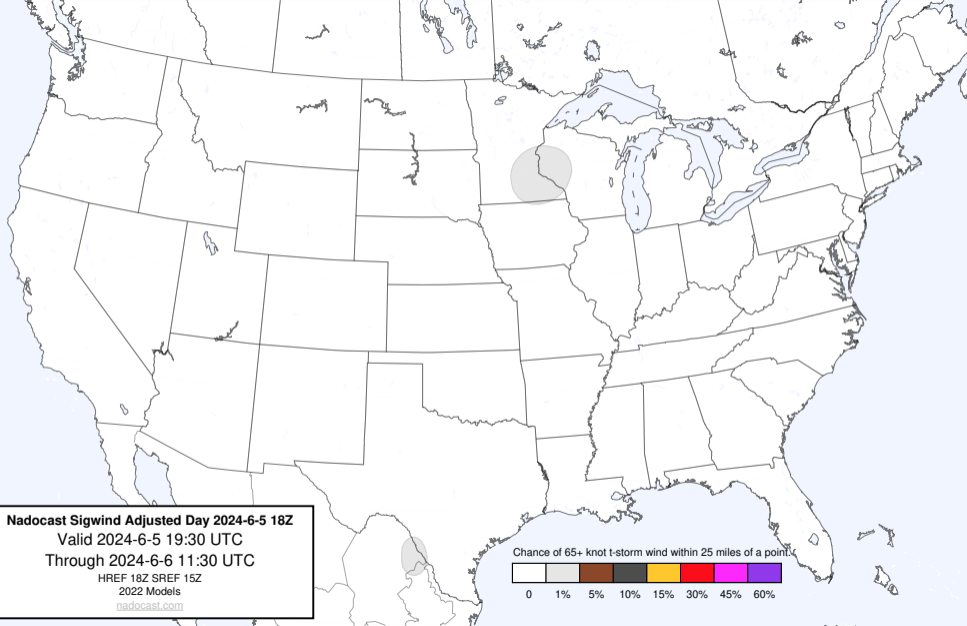 Nadocast Sigwind Adjusted Day 2024-6-5 18Z
Valid 2024-6-5 19:30 UTC
Through 2024-6-6 11:30 UTC
HREF 18Z SREF 15Z
2022 Models
nadocast.com
Chance of 65+ knot t-storm wind within 25 miles of a point.
0 1% 5% 10% 15% 30% 45% 60%